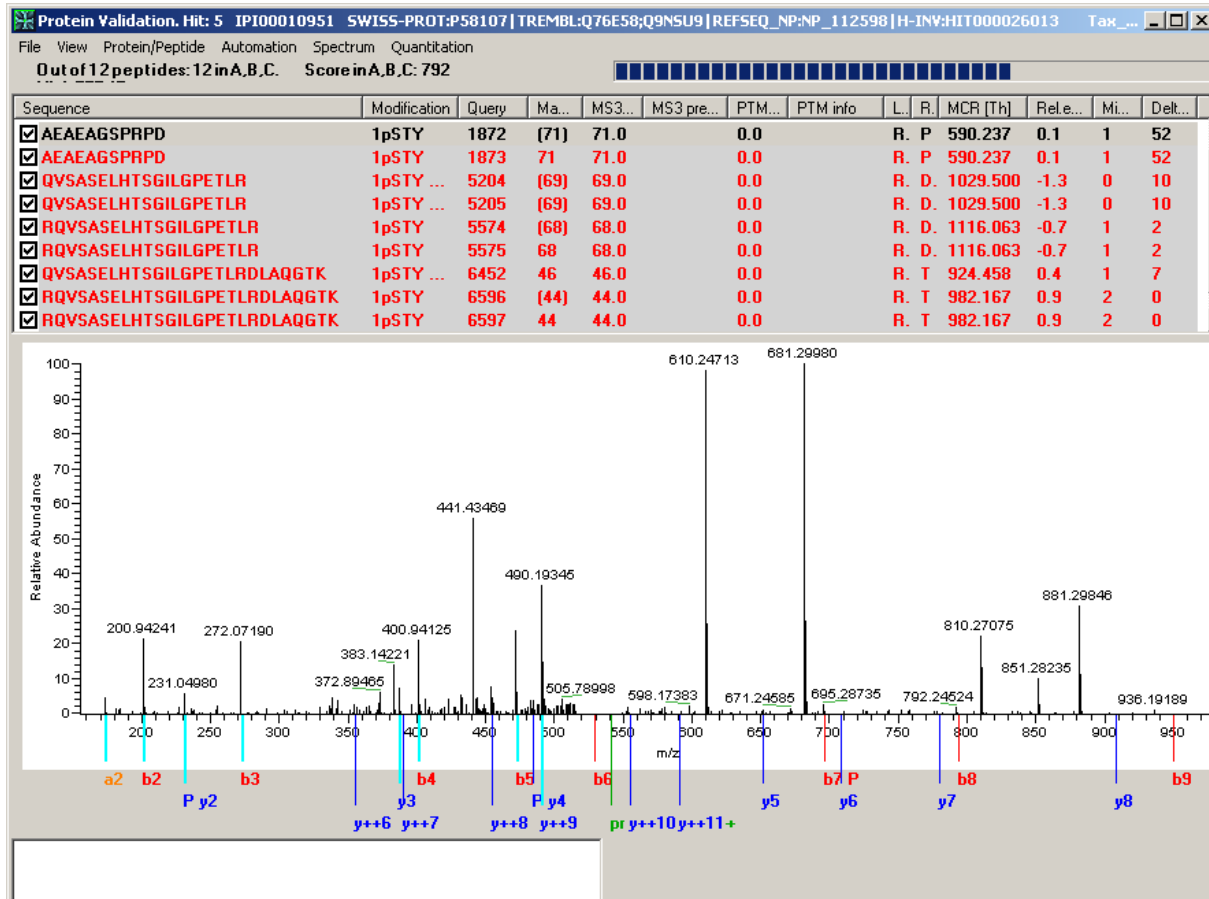 Protein Validation. Hit: 5 IPI00010951 SWISS-PROT:P58107|TREMBL:Q76E58;Q9NSU9|REFSEQ_NP:NP_112598|H-INV:HIT000026013 Tax_...
File View Protein/Peptide Automation Spectrum Quantitation
Out of 12 peptides: 12 in A,B,C. Score in A,B,C: 792
Sequence Modification Query Ma... MS3... MS3 pre... PTM... PTM info L.. R. MCR [Th] Rel.e... Mi... Delt...
AEAEAGSPRPD 1pSTY 1872 (71) 71.0 0.0 R. P 590.237 0.1 1 52
AEAEAGSPRPD 1pSTY 1873 71 71.0 0.0 R. P 590.237 0.1 1 52
QVSASELHTSGILGPETLR 1pSTY ... 5204 (69) 69.0 0.0 R. D. 1029.500 -1.3 0 10
QVSASELHTSGILGPETLR 1pSTY ... 5205 (69) 69.0 0.0 R. D. 1029.500 -1.3 0 10
RQVSASELHTSGILGPETLR 1pSTY 5574 (68) 68.0 0.0 R. D. 1116.063 -0.7 1 2
RQVSASELHTSGILGPETLR 1pSTY 5575 68 68.0 0.0 R. D. 1116.063 -0.7 1 2
QVSASELHTSGILGPETLRDLAQGTK 1pSTY ... 6452 46 46.0 0.0 R. T 924.458 0.4 1 7
RQVSASELHTSGILGPETLRDLAQGTK 1pSTY 6596 (44) 44.0 0.0 R. T 982.167 0.9 2 0
RQVSASELHTSGILGPETLRDLAQGTK 1pSTY 6597 44 44.0 0.0 R. T 982.167 0.9 2 0
Relative Abundance
100
90
80
70
60
50
40
30
20
10
0
610.24713 681.29980
441.43469
490.19345
881.29846
200.94241 272.07190 400.94125 810.27075
383.14221
851.28235
231.04980 372.89465 505.78998 598.17383 671.24585 695.28735 792.24524 936.19189
200 250 300 350 400 450 500 550 600 650 700 750 800 850 900 950
m/z
a2 b2 b3 b4 b5 b6 b7 P b8 b9
P y2 y3 P y4 y5 y6 y7 y8
y++6 y++7 y++8 y++9 pr y++10 y++11+